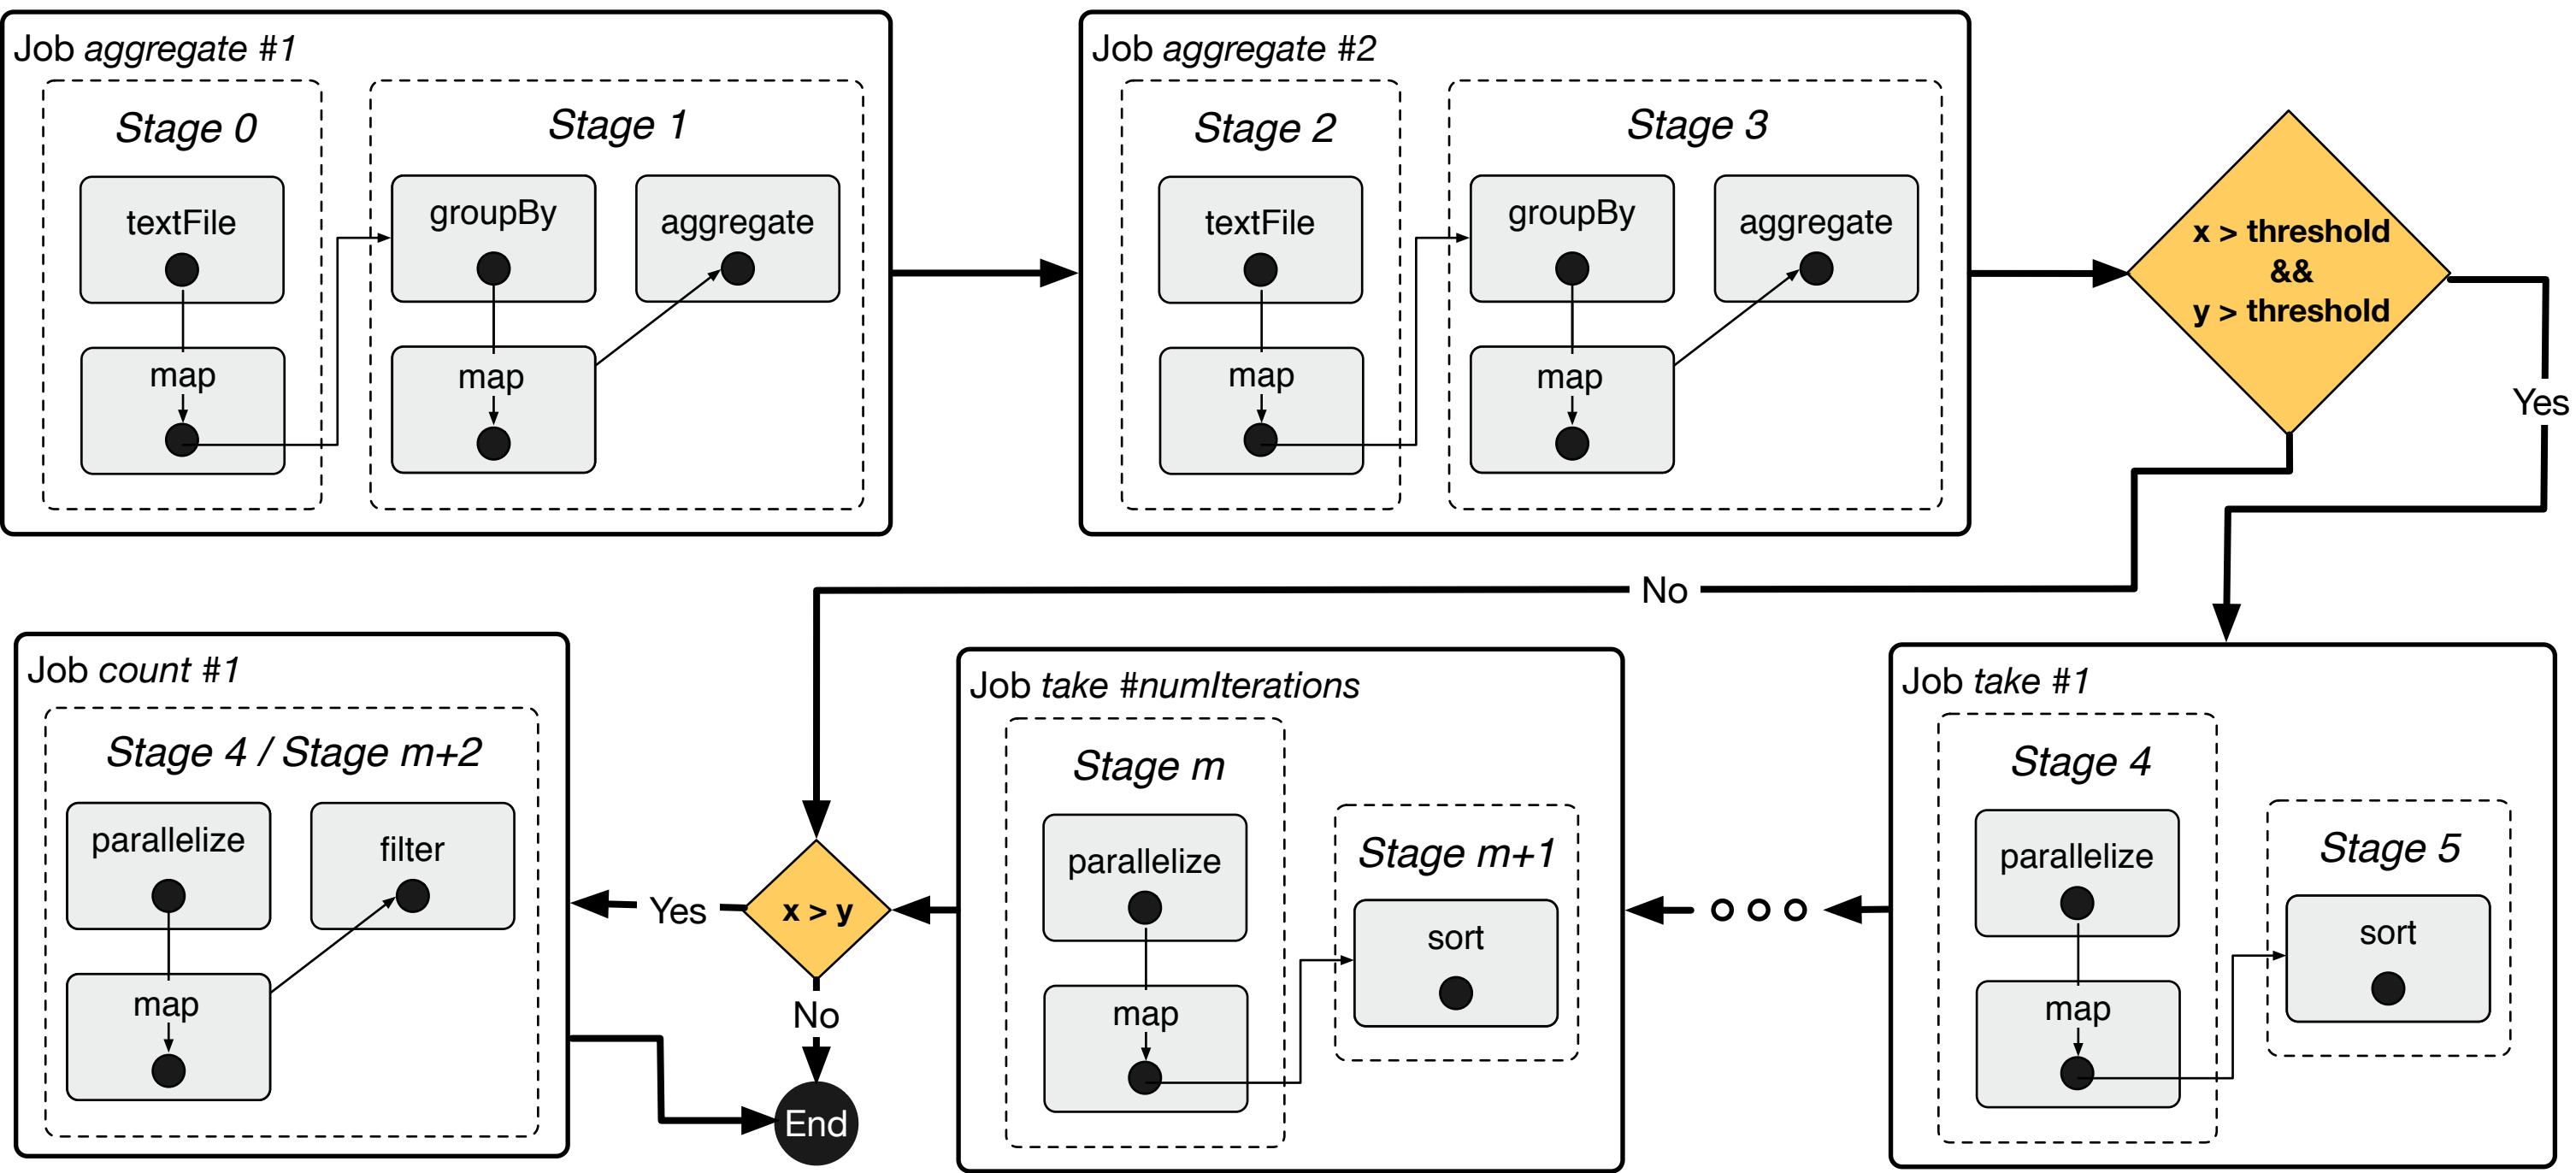 Job aggregate #1
Stage 0
textFile
map
Stage 1
groupBy
aggregate
map
Job aggregate #2
Stage 2
textFile
map
Stage 3
groupBy
aggregate
map
x > threshold
&&
y > threshold
Yes
No
Job take #1
Stage 4
parallelize
map
Stage 5
sort
Job take #numIterations
Stage m
parallelize
map
Stage m+1
sort
x > y
Yes
No
Job count #1
Stage 4 / Stage m+2
parallelize
filter
map
End